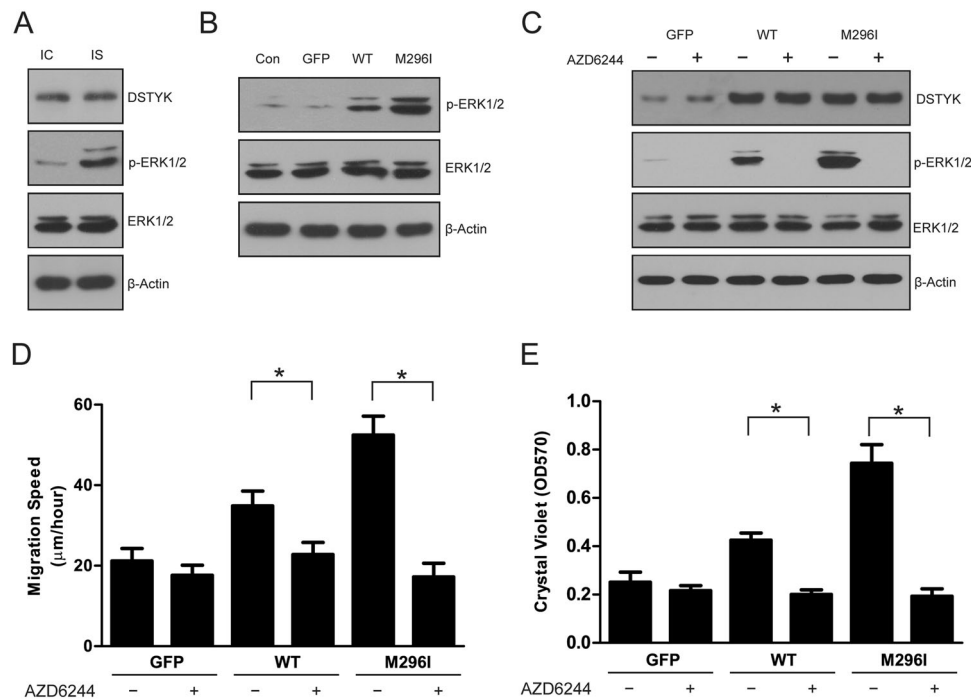 A
IC IS
DSTYK
p-ERK1/2
ERK1/2
β-Actin
B
Con GFP WT M296I
p-ERK1/2
ERK1/2
β-Actin
C
GFP WT M296I
AZD6244 − + − + − +
DSTYK
p-ERK1/2
ERK1/2
β-Actin
D
Migration Speed
(μm/hour)
60
40
20
0
* *
GFP WT M296I
AZD6244 − + − + − +
E
Crystal Violet (OD570)
1.0
0.8
0.6
0.4
0.2
0.0
* *
GFP WT M296I
AZD6244 − + − + − +